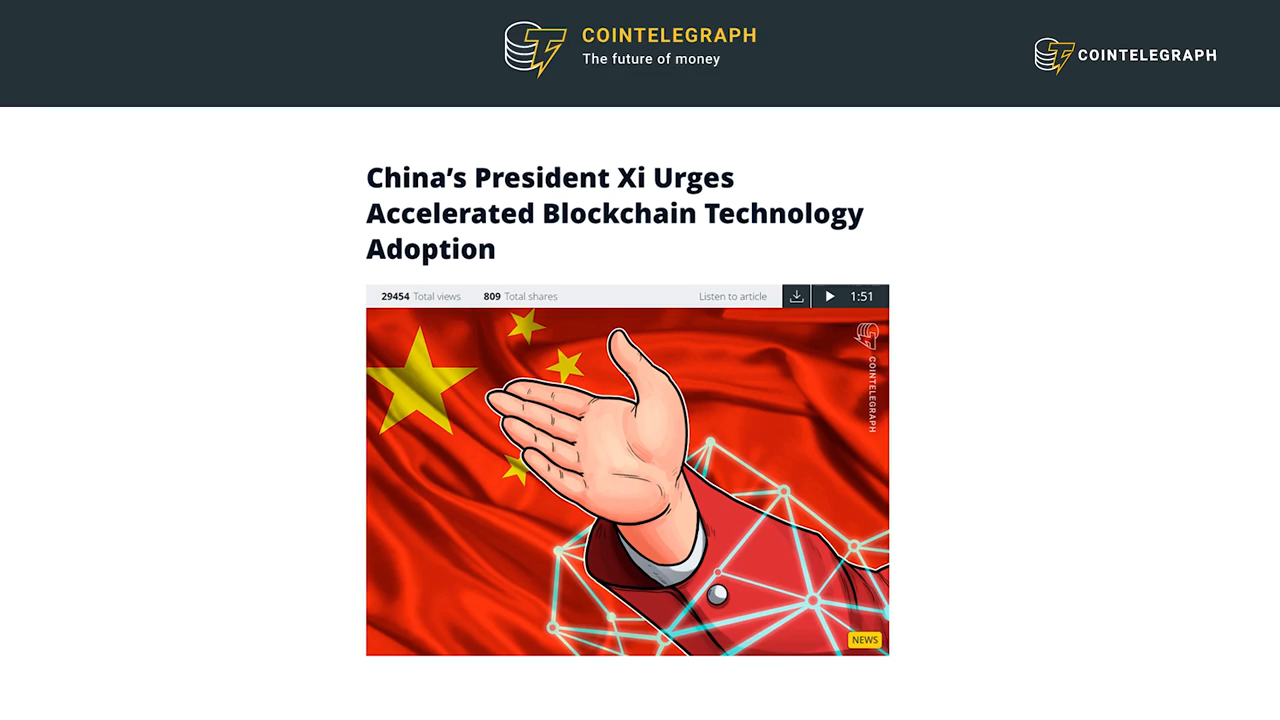 COINTELEGRAPH
The future of money
COINTELEGRAPH
China’s President Xi Urges
Accelerated Blockchain Technology
Adoption
29454 Total views 809 Total shares Listen to article 1:51
COINTELEGRAPH
NEWS